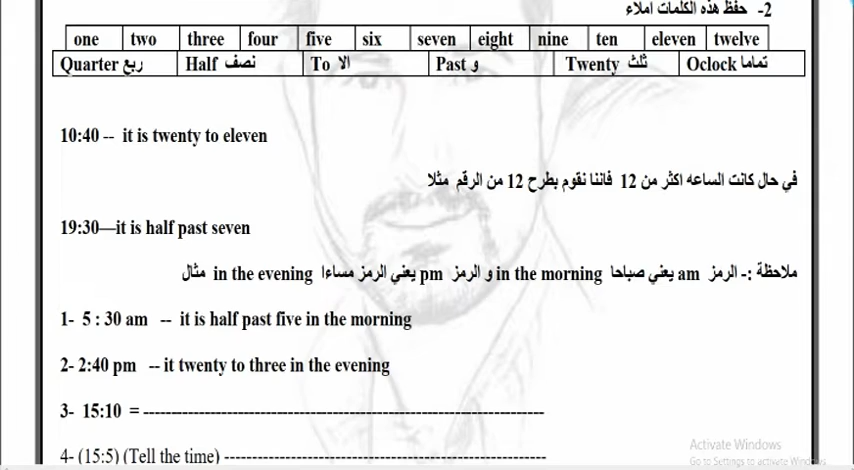 2- حفظ هذه الكلمات املاء
one two three four five six seven eight nine ten eleven twelve
Quarter ربع Half نصف To الا Past و Twenty ثلث Oclock تماما
10:40 -- it is twenty to eleven
في حال كانت الساعه اكثر من 12 فاننا نقوم بطرح 12 من الرقم مثلا
19:30—it is half past seven
ملاحظة :- الرمز am يعني صباحا in the morning و الرمز pm يعني الرمز مساءا in the evening مثال
1- 5 : 30 am -- it is half past five in the morning
2- 2:40 pm -- it twenty to three in the evening
3- 15:10 = --------------------------------------------------
4- (15:5) (Tell the time) ----------------------------------------
Activate Windows
Go to Settings to activate Windows